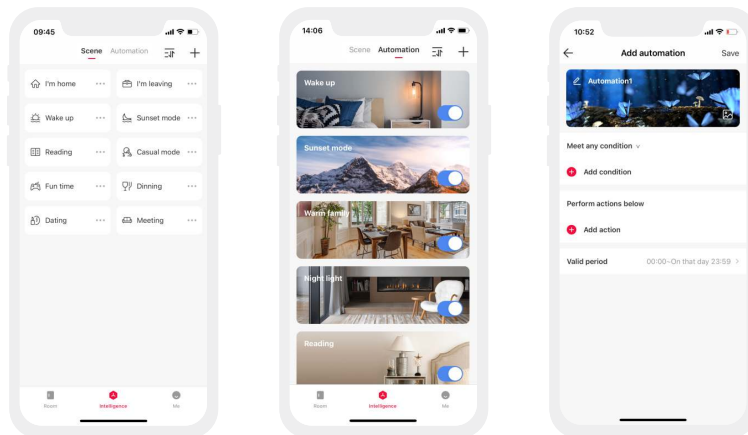 09:45
Scene Automation
I'm home
I'm leaving
Wake up
Sunset mode
Reading
Casual mode
Fun time
Dinning
Dating
Meeting
Room
Intelligence
Me
14:06
Scene Automation
Wake up
Sunset mode
Warm family
Night light
Reading
Room
Intelligence
Me
10:52
Add automation
Save
Automation1
Meet any condition
Add condition
Perform actions below
Add action
Valid period
00:00~On that day 23:59